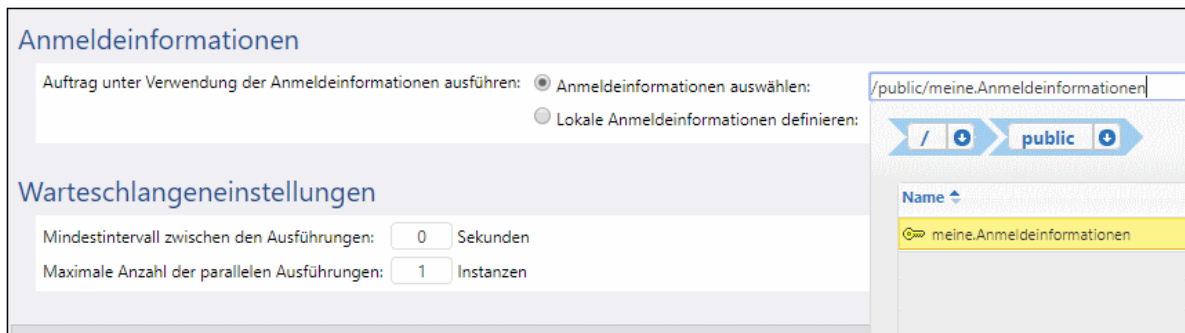 Anmeldeinformationen
Auftrag unter Verwendung der Anmeldeinformationen ausführen: Anmeldeinformationen auswählen: /public/meine.Anmeldeinformationen
Lokale Anmeldeinformationen definieren:
/ public
Warteschlangeneinstellungen
Name
Mindestintervall zwischen den Ausführungen: 0 Sekunden
meine.Anmeldeinformationen
Maximale Anzahl der parallelen Ausführungen: 1 Instanzen